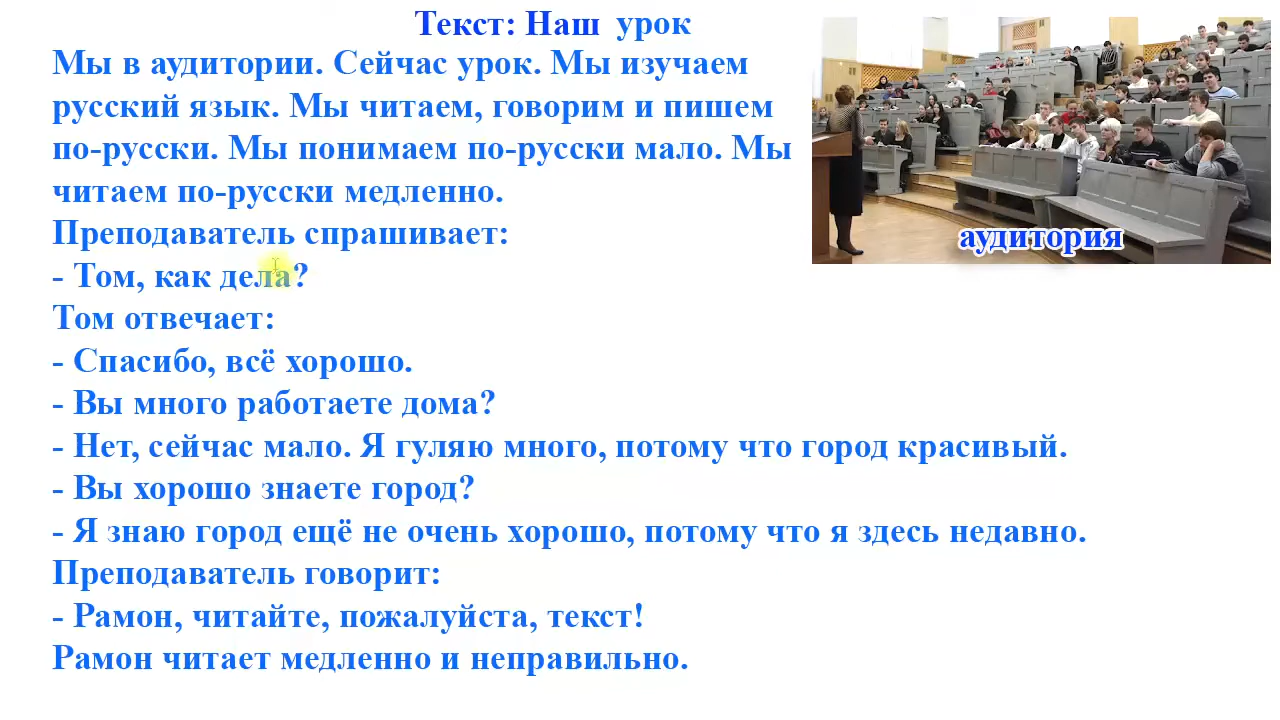 Текст: Наш урок
Мы в аудитории. Сейчас урок. Мы изучаем
русский язык. Мы читаем, говорим и пишем
по-русски. Мы понимаем по-русски мало. Мы
читаем по-русски медленно.
Преподаватель спрашивает:
- Том, как дела?
Том отвечает:
- Спасибо, всё хорошо.
- Вы много работаете дома?
- Нет, сейчас мало. Я гуляю много, потому что город красивый.
- Вы хорошо знаете город?
- Я знаю город ещё не очень хорошо, потому что я здесь недавно.
Преподаватель говорит:
- Рамон, читайте, пожалуйста, текст!
Рамон читает медленно и неправильно.
аудитория